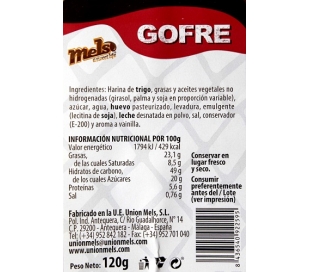 GOFRE
Mels
Ingredientes: Harina de trigo, grasas y aceites vegetales no
hidrogenadas (girasol, palma y soja en proporción variable),
azúcar, agua, huevo pasteurizado, levadura, emulgente
(lecitina de soja), leche desnatada en polvo, sal, conservador
(E-200) y aroma a vainilla.
INFORMACIÓN NUTRICIONAL POR 100g
Valor energético 1794 kJ / 429 kcal
Grasas, 23,1 g
de las cuales Saturadas 8,5 g
Hidratos de carbono, 49 g
de los cuales Azúcares 20 g
Proteínas 5,6 g
Sal 0,76 g
Conservar en
lugar fresco
y seco.
Consumir
preferentemente
antes del / Lote
(ver impresión)
Fabricado en la U.E. Union Mels, S.L.
Pol. Ind. Antequera, C/ Río Guadalhorce, N° 14
C.P. 29200 - Antequera - Málaga - España
Tel: (+34) 952 842 182 - Fax: (+34) 952 701 040
unionmels@unionmels.com
www.unionmels.com
Peso Neto: 120g